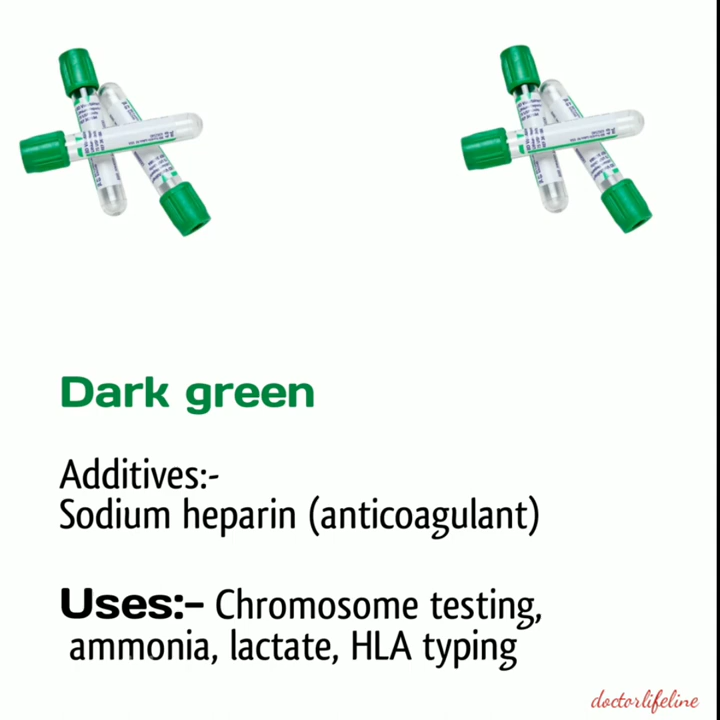 Dark green
Additives:-
Sodium heparin (anticoagulant)
Uses:- Chromosome testing,
ammonia, lactate, HLA typing
doctorlifeline